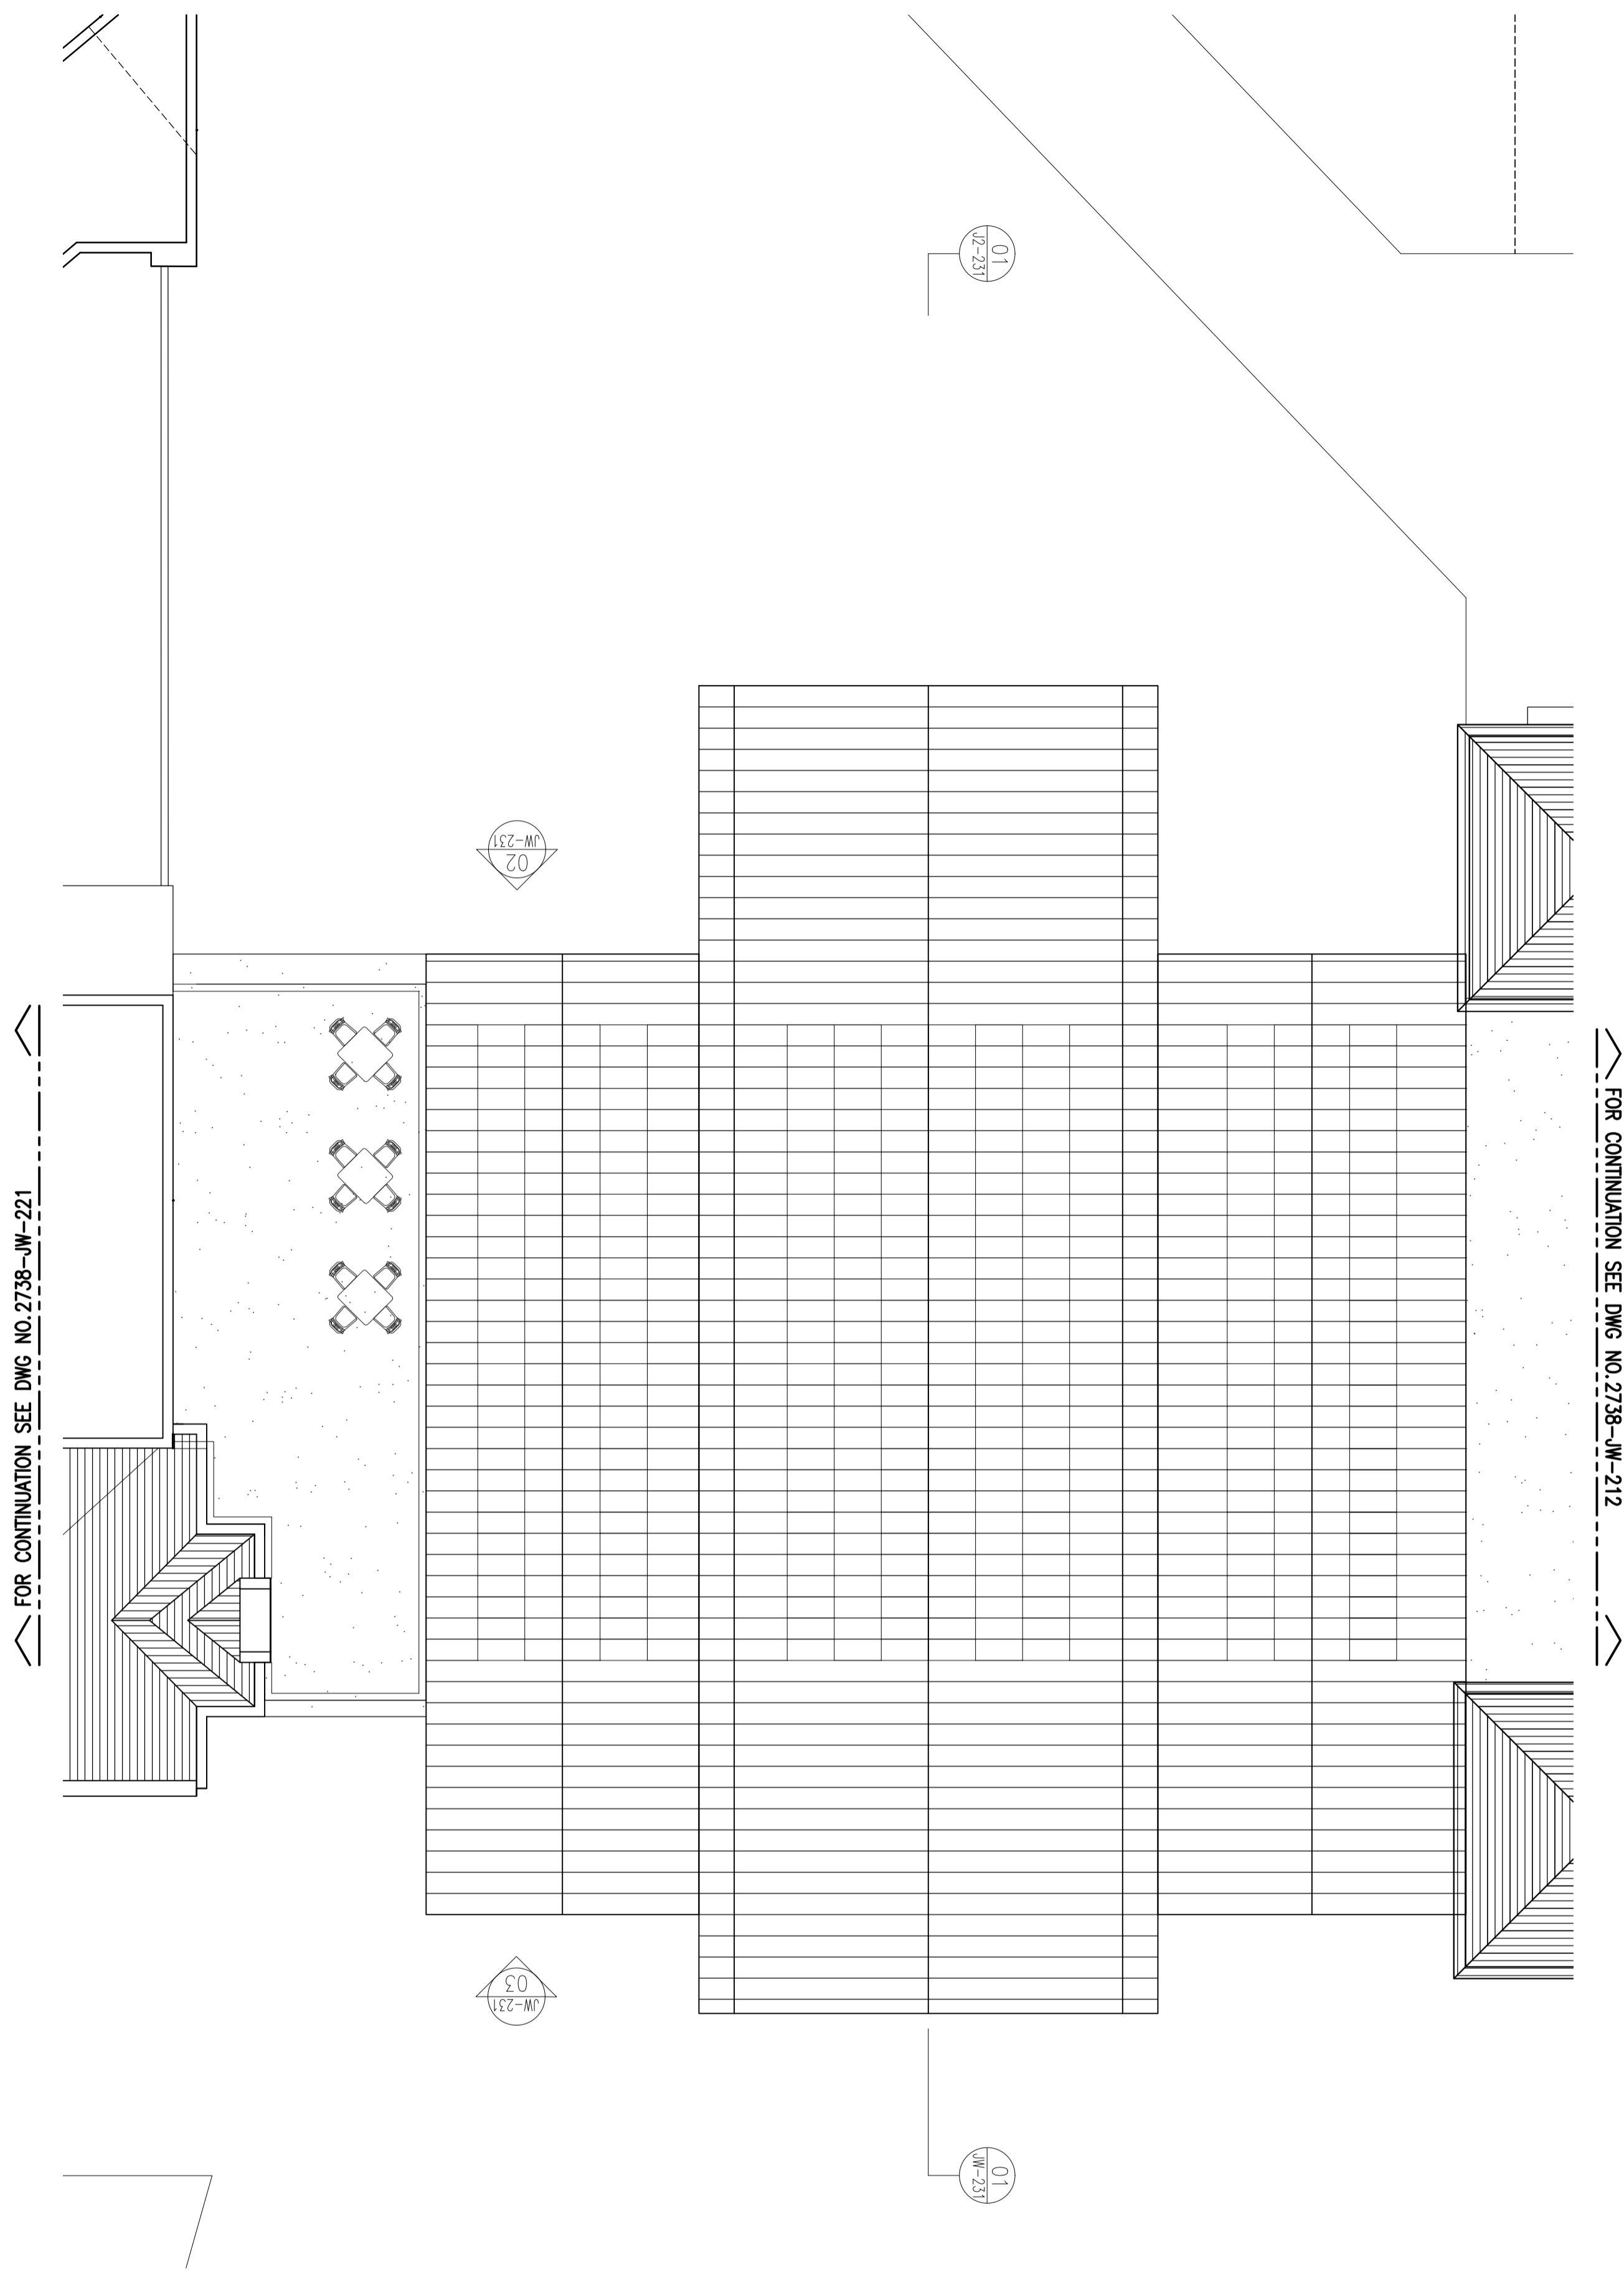 01
J2-231
JW-231
02
FOR CONTINUATION SEE DWG NO.2738-JW-221
FOR CONTINUATION SEE DWG NO.2738-JW-212
03
JW-231
01
JW-231